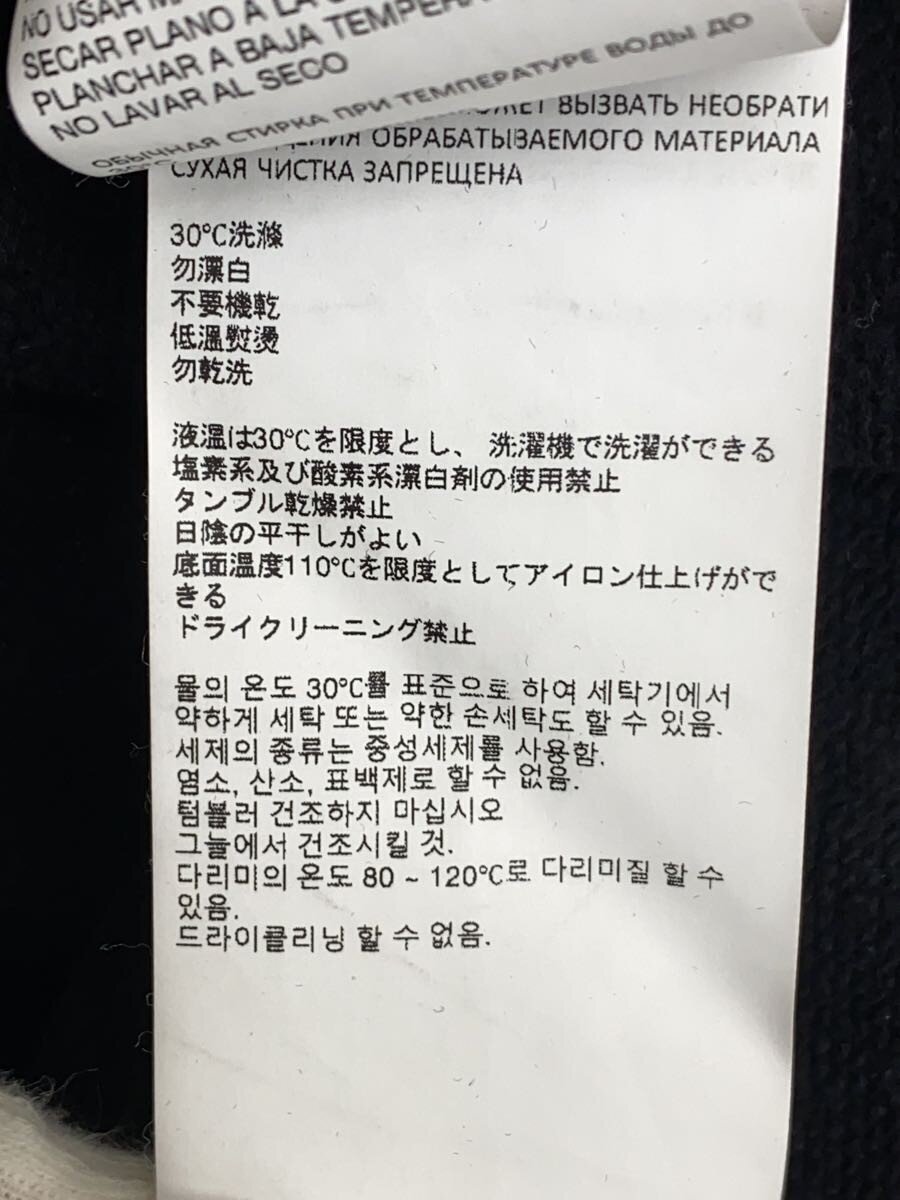 NO USAR
SECAR PLANO A LA
PLANCHAR A BAJA
NO LAVAR AL SECO
ОБЫЧНАЯ СТИРКА ПРИ ТЕМПЕРАТУРЕ ВОДЫ ДО
ВЫЗВАТЬ НЕОБРАТИ
ОБРАБАТЫВАЕМОГО МАТЕРИАЛА
СУХАЯ ЧИСТКА ЗАПРЕЩЕНА
30°C洗滌
勿漂白
不要機乾
低溫熨燙
勿乾洗
液温は30°Cを限度とし、 洗濯機で洗濯ができる
塩素系及び酸素系漂白剤の使用禁止
タンブル乾燥禁止
日陰の平干しがよい
底面温度110°Cを限度としてアイロン仕上げがで
きる
ドライクリーニング禁止
물의 온도 30°C를 표준으로 하여 세탁기에서
약하게 세탁 또는 약한 손세탁도 할 수 있음.
세제의 종류는 중성세제를 사용함.
염소, 산소, 표백제로 할 수 없음.
텀블러 건조하지 마십시오
그늘에서 건조시킬 것.
다리미의 온도 80 ~ 120°C로 다리미질 할 수
있음.
드라이클리닝 할 수 없음.